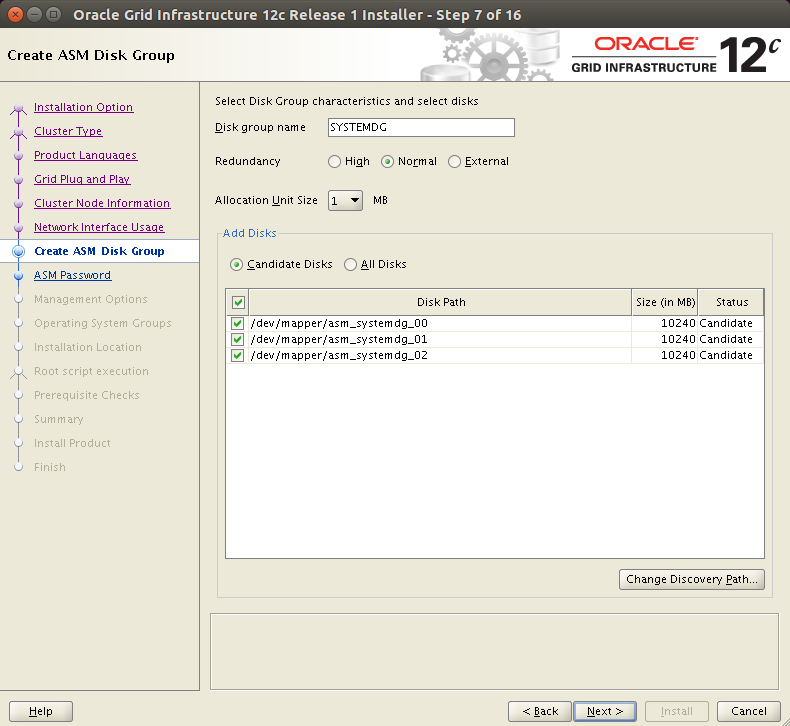 Oracle Grid Infrastructure 12c Release 1 Installer - Step 7 of 16
Create ASM Disk Group
ORACLE
GRID INFRASTRUCTURE 12c
Installation Option
Cluster Type
Product Languages
Grid Plug and Play
Cluster Node Information
Network Interface Usage
Create ASM Disk Group
ASM Password
Management Options
Operating System Groups
Installation Location
Root script execution
Prerequisite Checks
Summary
Install Product
Finish
Select Disk Group characteristics and select disks
Disk group name SYSTEMDG
Redundancy High Normal External
Allocation Unit Size 1 MB
Add Disks
Candidate Disks All Disks
Disk Path Size (in MB) Status
/dev/mapper/asm_systemdg_00 10240 Candidate
/dev/mapper/asm_systemdg_01 10240 Candidate
/dev/mapper/asm_systemdg_02 10240 Candidate
Change Discovery Path...
Help < Back Next > Install Cancel